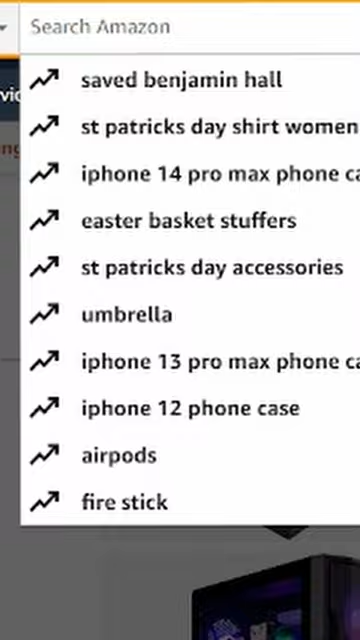 Search Amazon
saved benjamin hall
st patricks day shirt women
iphone 14 pro max phone ca
easter basket stuffers
st patricks day accessories
umbrella
iphone 13 pro max phone ca
iphone 12 phone case
airpods
fire stick